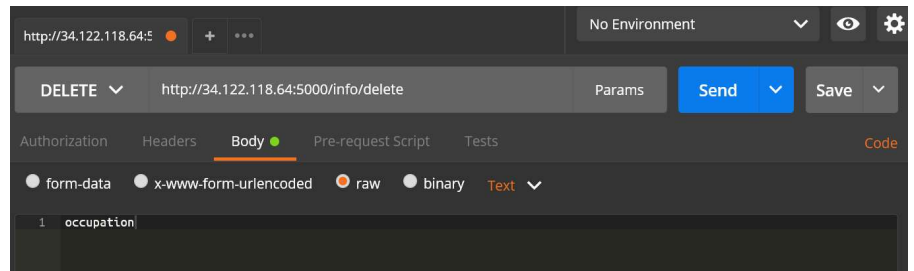 http://34.122.118.64:5 + •••
No Environment
DELETE http://34.122.118.64:5000/info/delete Params Send Save
Authorization Headers Body Pre-request Script Tests Code
form-data x-www-form-urlencoded raw binary Text
1 occupation